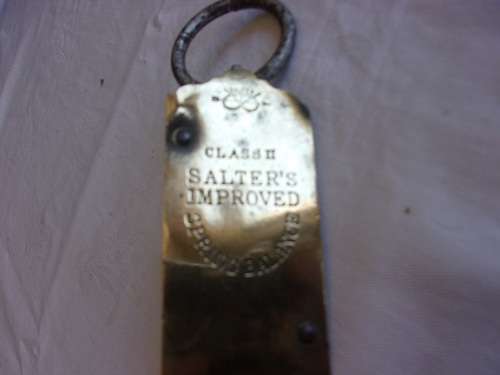 CLASS II
SALTER'S
IMPROVED
SPRING BALANCE